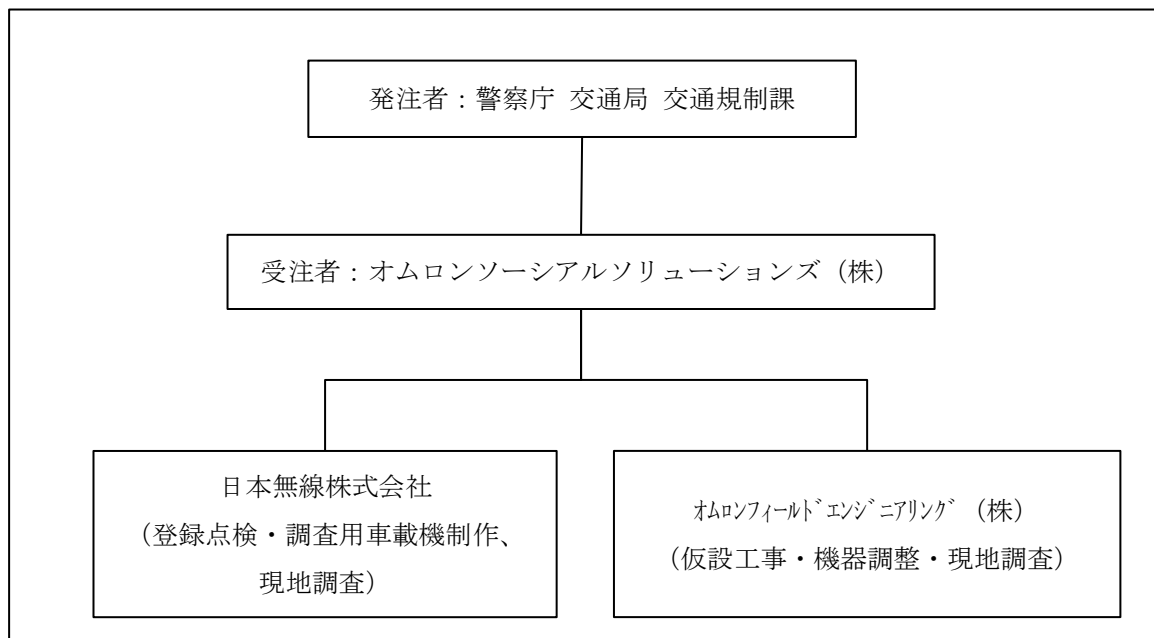 発注者：警察庁 交通局 交通規制課
受注者：オムロンソーシアルソリューションズ（株）
日本無線株式会社
（登録点検・調査用車載機制作、
現地調査）
ｵﾑﾛﾝﾌｨｰﾙﾄﾞｴﾝｼﾞﾆｱﾘﾝｸﾞ（株）
（仮設工事・機器調整・現地調査）